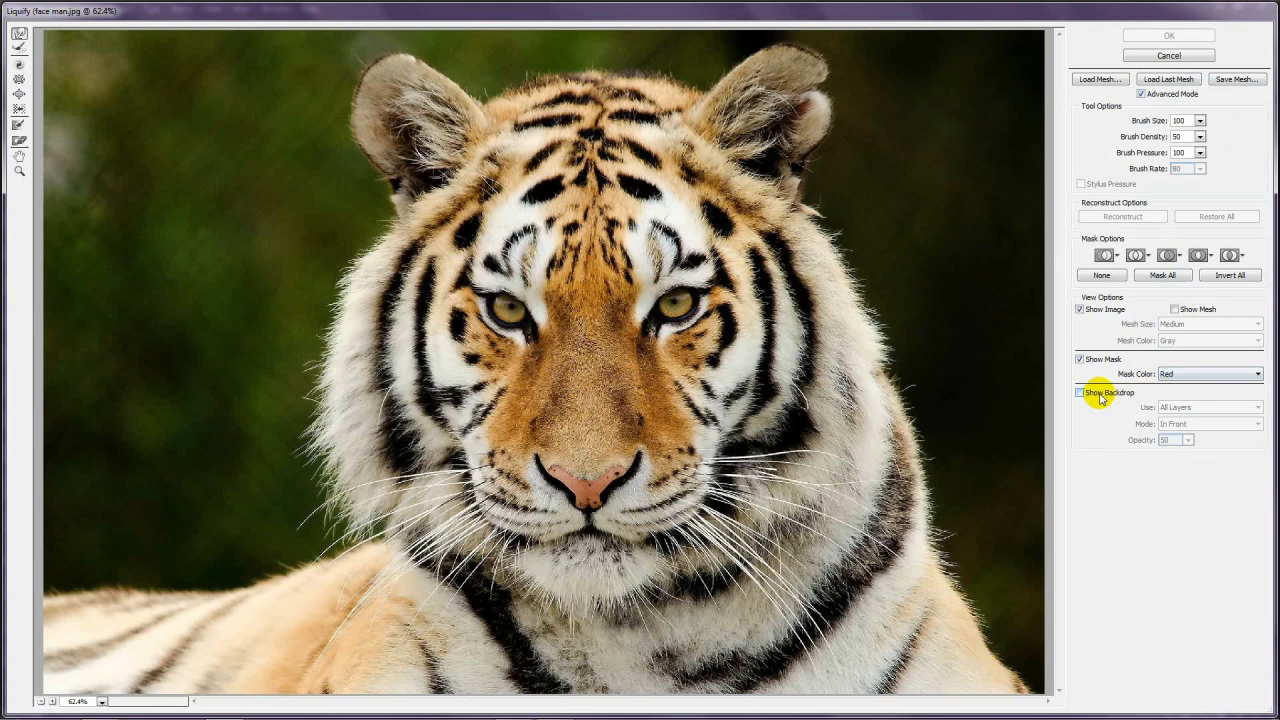 Liquify (face man.jpg @ 62.4%)
OK
Cancel
Load Mesh... Load Last Mesh Save Mesh...
Advanced Mode
Tool Options
Brush Size: 100
Brush Density: 50
Brush Pressure: 100
Brush Rate: 80
Stylus Pressure
Reconstruct Options
Reconstruct Restore All
Mask Options
None Mask All Invert All
View Options
Show Image Show Mesh
Mesh Size: Medium
Mesh Color: Gray
Show Mask
Mask Color: Red
Show Backdrop
Use: All Layers
Mode: In Front
Opacity: 50
62.4%